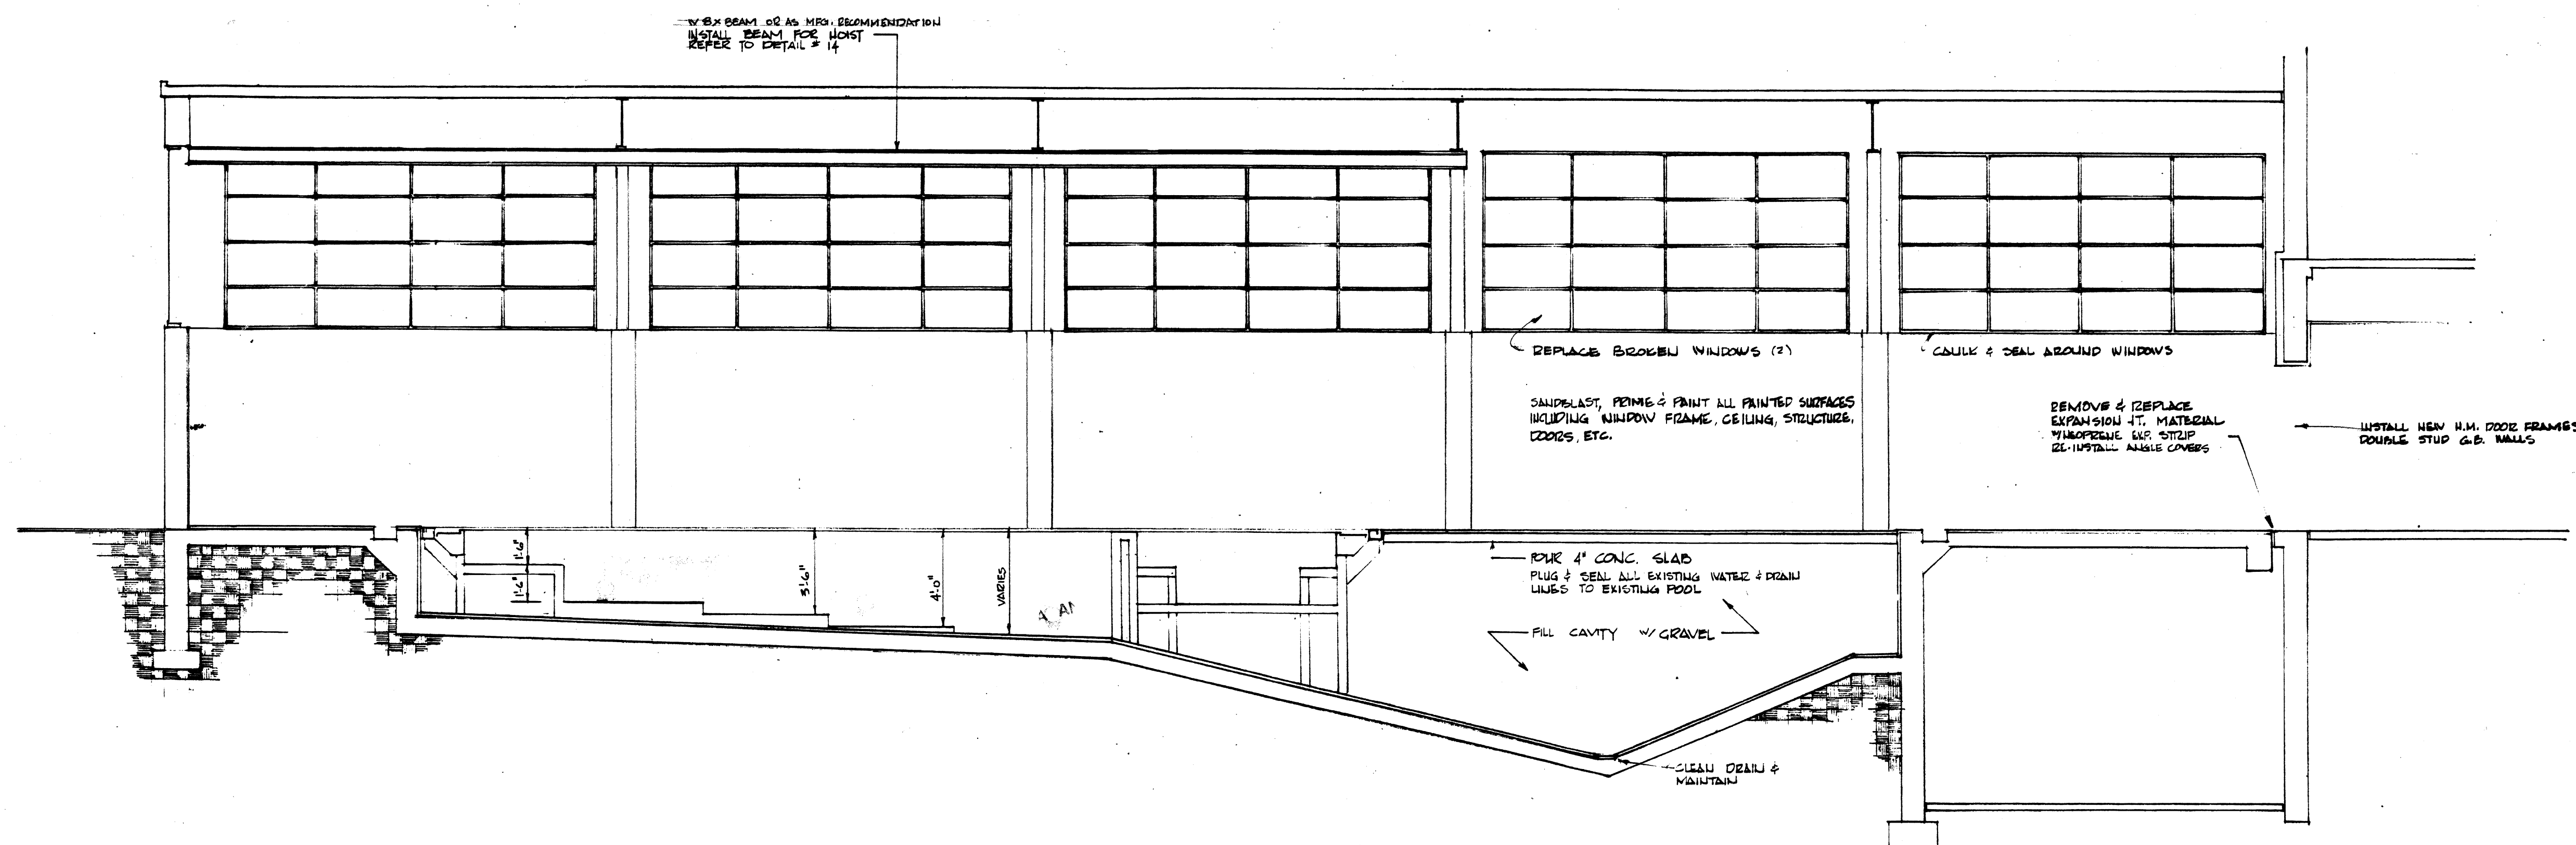 W 8X BEAM OR AS MFG. RECOMMENDATION
INSTALL BEAM FOR HOIST
REFER TO DETAIL # 14
REPLACE BROKEN WINDOWS (2)
CAULK & SEAL AROUND WINDOWS
SANDBLAST, PRIME & PAINT ALL PAINTED SURFACES
INCLUDING WINDOW FRAME, CEILING, STRUCTURE,
DOORS, ETC.
REMOVE & REPLACE
EXPANSION JT. MATERIAL
W/NEOPRENE EXP. STRIP
RE-INSTALL ANGLE COVERS
INSTALL NEW H.M. DOOR FRAMES
DOUBLE STUD G.B. WALLS
1'-6"
1'-6"
3'-6"
4'-0"
VARIES
POUR 4" CONC. SLAB
PLUG & SEAL ALL EXISTING WATER & DRAIN
LINES TO EXISTING POOL
FILL CAVITY W/ GRAVEL
CLEAN DRAIN &
MAINTAIN